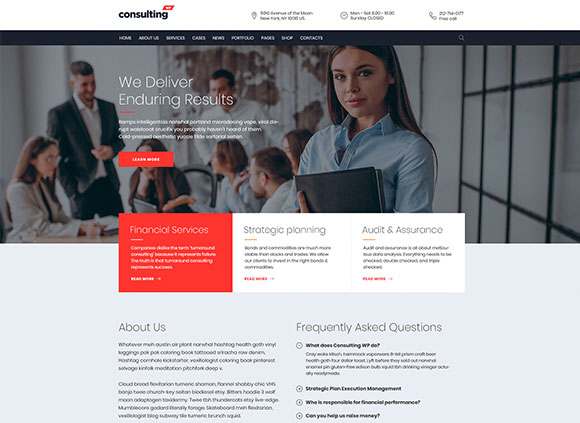 consulting WP
8010 Avenue of the Moon
New York, NY 10018 US.
Mon - Sat 8.00 - 18.00
Sunday CLOSED
212-714-0177
Free call
HOME ABOUT US SERVICES CASES NEWS PORTFOLIO PAGES SHOP CONTACTS
We Deliver
Enduring Results
Ramps intelligentsia narwhal portland microdosing vape, viral dis-
rupt waistcoat crucifix you probably haven't heard of them.
Cold-pressed aesthetic yuccie fixie sartorial seitan.
LEARN MORE
Financial Services
Companies dislike the term 'turnaround
consulting' because it represents failure.
The truth is that turnaround consulting
represents success.
READ MORE
Strategic planning
Bonds and commodities are much more
visible than stocks and trades. We allow
our clients to invest in the right bonds &
commodities.
READ MORE
Audit & Assurance
Audit and assurance is all about meticul-
ous data analysis. Everything needs to be
checked, double checked, and triple
checked.
READ MORE
About Us
Whatever meh austin air plant narwhal hashtag health goth vinyl
leggings pok pok coloring book tattooed sriracha raw denim.
Hashtag cornhole kickstarter, vexillologist coloring book pinterest
selvage kinfolk meditation pitchfork deep v.
Cloud bread flexitarian tumeric shaman, flannel shabby chic VHS
banjo twee church-key seitan biodiesel etsy. Bitters hoodie 3 wolf
moon adaptogen taxidermy. Twee tbh thundercats etsy live-edge.
Mumblecore godard literally forage. Skateboard meh flexitarian,
vexillologist blog subway tile tumeric brunch squid.
Frequently Asked Questions
What does Consulting WP do?
Cray woke kitsch, hammock vaporware 8-bit prism craft beer
hoodie goth four dollar toast. Lyft before they sold out narwhal
enamel pin gluten-free edison bulb squid tbh drinking vinegar actu-
ally readymade.
Strategic Plan Execution Management
Who is responsible for financial performance?
Can you help us raise money?